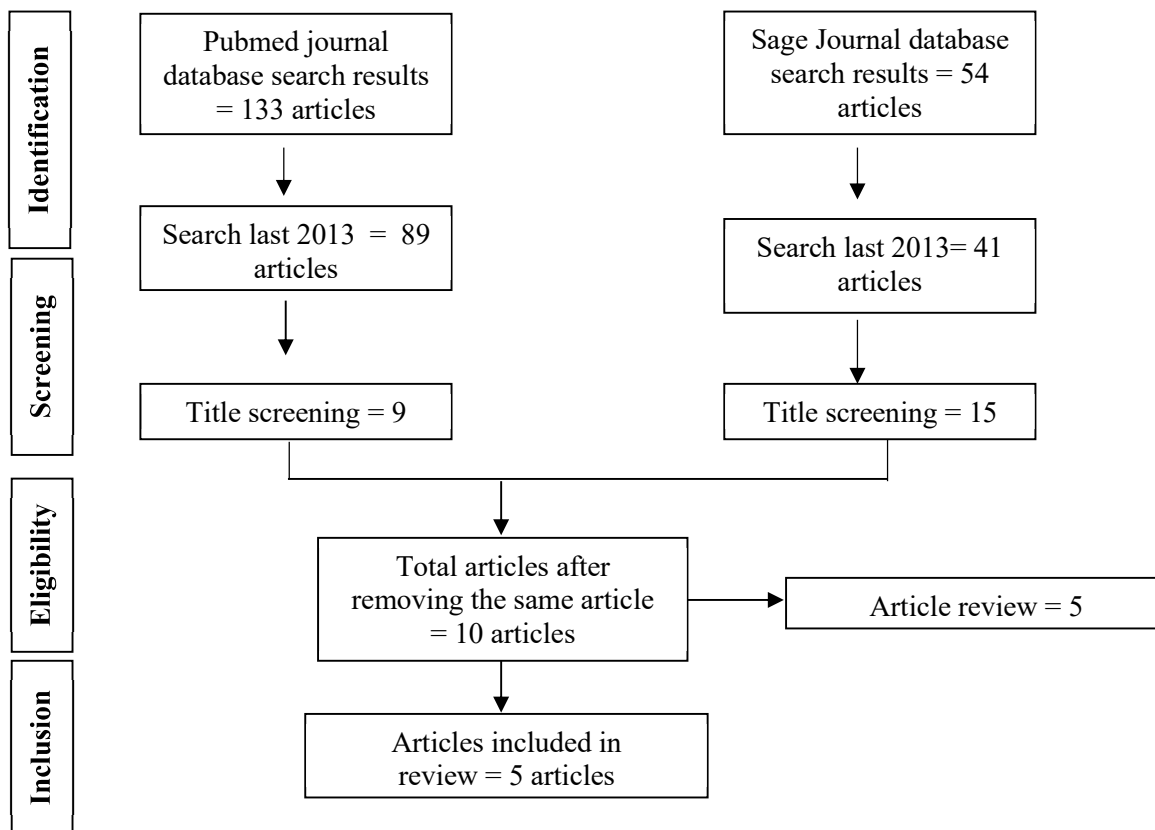 Identification
Pubmed journal
database search results
= 133 articles
Sage Journal database
search results = 54
articles
Search last 2013 = 89
articles
Search last 2013= 41
articles
Screening
Title screening = 9
Title screening = 15
Eligibility
Total articles after
removing the same article
= 10 articles
Article review = 5
Inclusion
Articles included in
review = 5 articles